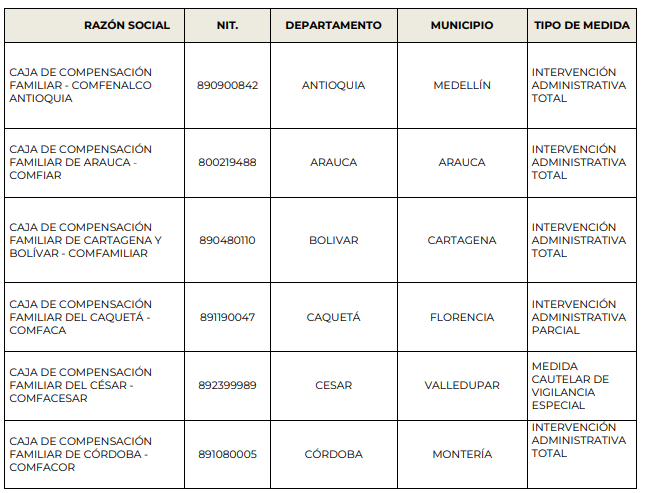 RAZÓN SOCIAL NIT. DEPARTAMENTO MUNICIPIO TIPO DE MEDIDA
CAJA DE COMPENSACIÓN
FAMILIAR - COMFENALCO
ANTIOQUIA
890900842
ANTIOQUIA
MEDELLÍN
INTERVENCIÓN
ADMINISTRATIVA
TOTAL
CAJA DE COMPENSACIÓN
FAMILIAR DE ARAUCA -
COMFIAR
800219488
ARAUCA
ARAUCA
INTERVENCIÓN
ADMINISTRATIVA
TOTAL
CAJA DE COMPENSACIÓN
FAMILIAR DE CARTAGENA Y
BOLÍVAR - COMFAMILIAR
890480110
BOLIVAR
CARTAGENA
INTERVENCIÓN
ADMINISTRATIVA
TOTAL
CAJA DE COMPENSACIÓN
FAMILIAR DEL CAQUETÁ -
COMFACA
891190047
CAQUETÁ
FLORENCIA
INTERVENCIÓN
ADMINISTRATIVA
PARCIAL
CAJA DE COMPENSACIÓN
FAMILIAR DEL CÉSAR -
COMFACESAR
892399989
CESAR
VALLEDUPAR
MEDIDA
CAUTELAR DE
VIGILANCIA
ESPECIAL
CAJA DE COMPENSACIÓN
FAMILIAR DE CÓRDOBA -
COMFACOR
891080005
CÓRDOBA
MONTERÍA
INTERVENCIÓN
ADMINISTRATIVA
TOTAL